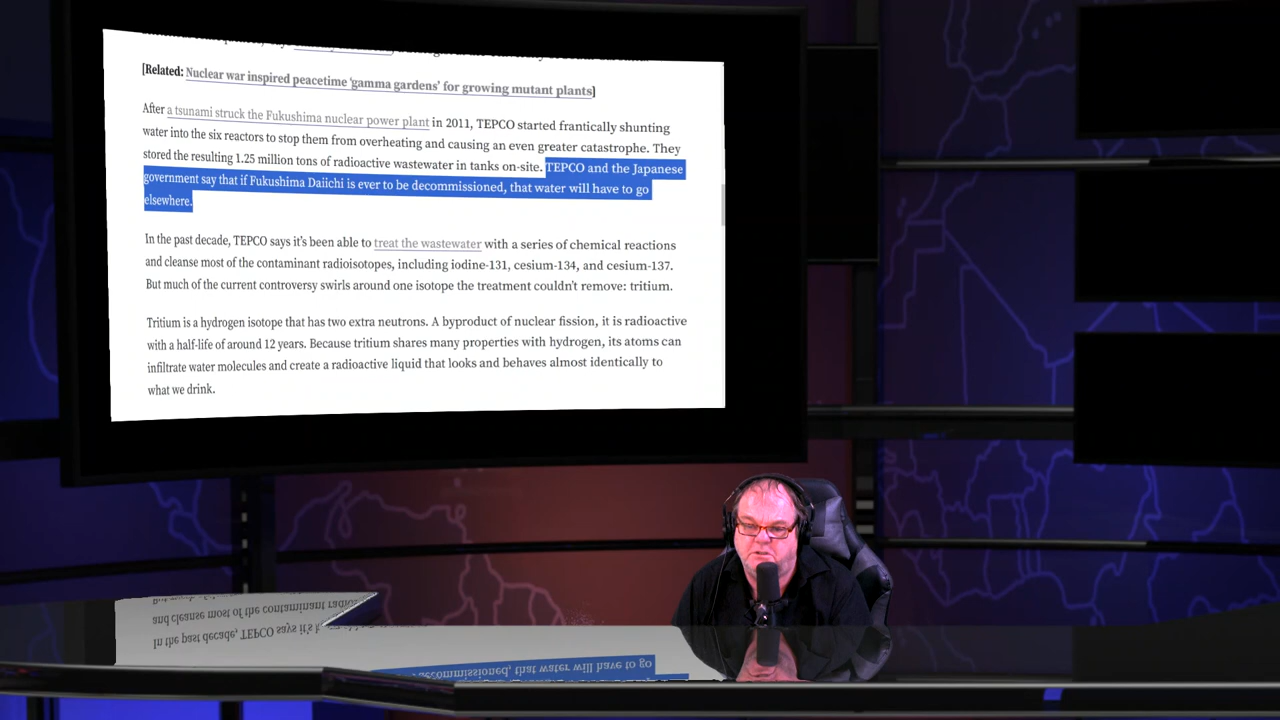 [Related: Nuclear war inspired peacetime ‘gamma gardens’ for growing mutant plants]
After a tsunami struck the Fukushima nuclear power plant in 2011, TEPCO started frantically shunting
water into the six reactors to stop them from overheating and causing an even greater catastrophe. They
stored the resulting 1.25 million tons of radioactive wastewater in tanks on-site. TEPCO and the Japanese
government say that if Fukushima Daiichi is ever to be decommissioned, that water will have to go
elsewhere.
In the past decade, TEPCO says it’s been able to treat the wastewater with a series of chemical reactions
and cleanse most of the contaminant radioisotopes, including iodine-131, cesium-134, and cesium-137.
But much of the current controversy swirls around one isotope the treatment couldn’t remove: tritium.
Tritium is a hydrogen isotope that has two extra neutrons. A byproduct of nuclear fission, it is radioactive
with a half-life of around 12 years. Because tritium shares many properties with hydrogen, its atoms can
infiltrate water molecules and create a radioactive liquid that looks and behaves almost identically to
what we drink.